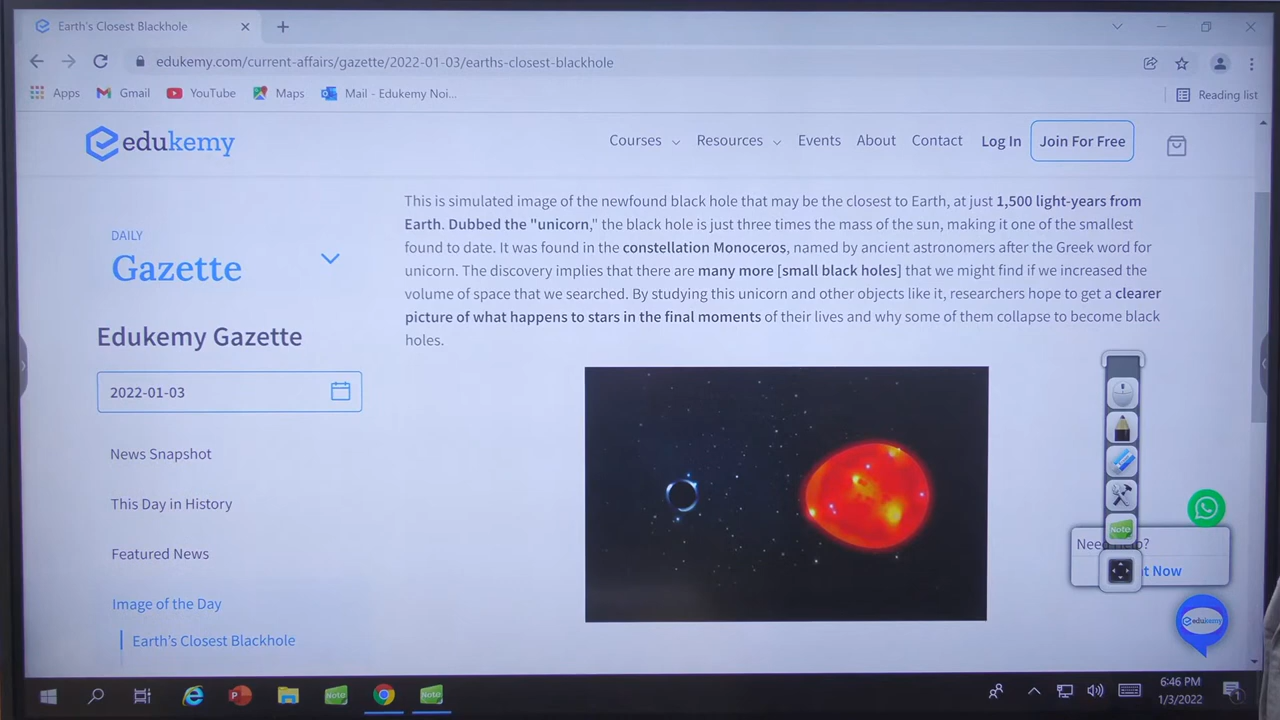 Earth's Closest Blackhole
edukemy.com/current-affairs/gazette/2022-01-03/earths-closest-blackhole
Apps Gmail YouTube Maps Mail - Edukemy Noi... Reading list
edukemy Courses Resources Events About Contact Log In Join For Free
DAILY
Gazette
Edukemy Gazette
2022-01-03
News Snapshot
This Day in History
Featured News
Image of the Day
Earth's Closest Blackhole
This is simulated image of the newfound black hole that may be the closest to Earth, at just 1,500 light-years from
Earth. Dubbed the "unicorn," the black hole is just three times the mass of the sun, making it one of the smallest
found to date. It was found in the constellation Monoceros, named by ancient astronomers after the Greek word for
unicorn. The discovery implies that there are many more [small black holes] that we might find if we increased the
volume of space that we searched. By studying this unicorn and other objects like it, researchers hope to get a clearer
picture of what happens to stars in the final moments of their lives and why some of them collapse to become black
holes.
Note
Now
edukemy
Note Note
6:46 PM
1/3/2022